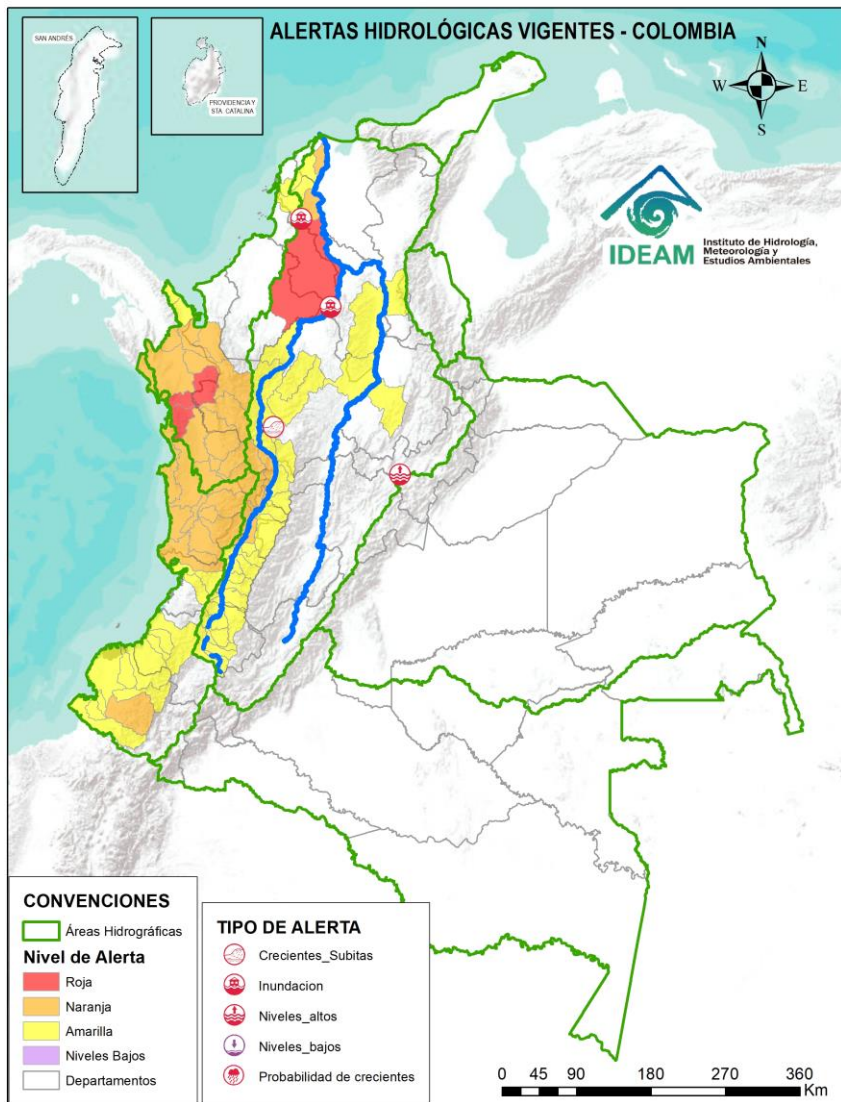 ALERTAS HIDROLÓGICAS VIGENTES - COLOMBIA
SAN ANDRÉS
PROVIDENCIA Y
STA. CATALINA
N
W
E
S
IDEAM
Instituto de Hidrología,
Meteorología y
Estudios Ambientales
CONVENCIONES
Áreas Hidrográficas
Nivel de Alerta
Roja
Naranja
Amarilla
Niveles Bajos
Departamentos
TIPO DE ALERTA
Crecientes_Subitas
Inundacion
Niveles_altos
Niveles_bajos
Probabilidad de crecientes
0 45 90 180 270 360
Km